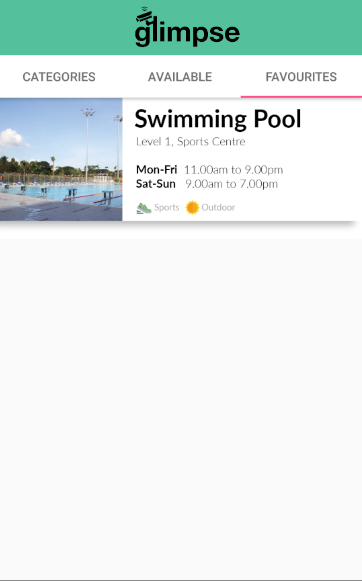 glimpse
CATEGORIES AVAILABLE FAVOURITES
Swimming Pool
Level 1, Sports Centre
Mon-Fri 11.00am to 9.00pm
Sat-Sun 9.00am to 7.00pm
Sports Outdoor